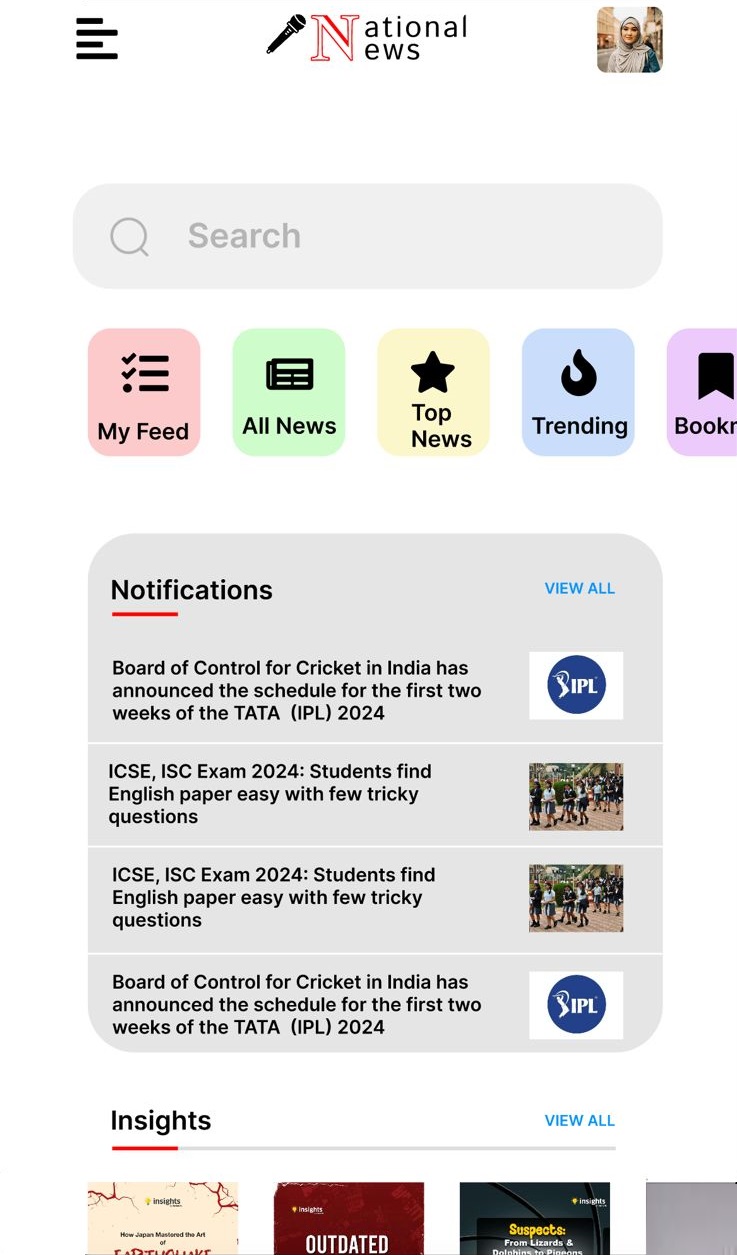 National
News
Search
My Feed
All News
Top
News
Trending
Bookr
Notifications
VIEW ALL
Board of Control for Cricket in India has
announced the schedule for the first two
weeks of the TATA (IPL) 2024
IPL
ICSE, ISC Exam 2024: Students find
English paper easy with few tricky
questions
ICSE, ISC Exam 2024: Students find
English paper easy with few tricky
questions
Board of Control for Cricket in India has
announced the schedule for the first two
weeks of the TATA (IPL) 2024
IPL
Insights
VIEW ALL
insights
How Japan Mastered the Art
of
EARTHQUAKE
insights
OUTDATED
insights
Suspects:
From Lizards &
Dolphins to Pigeons